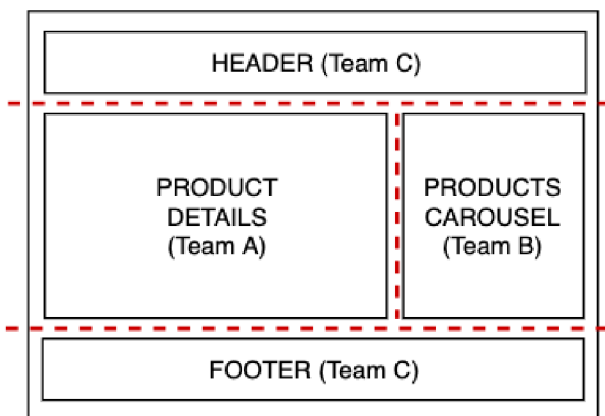 HEADER (Team C)
PRODUCT
DETAILS
(Team A)
PRODUCTS
CAROUSEL
(Team B)
FOOTER (Team C)